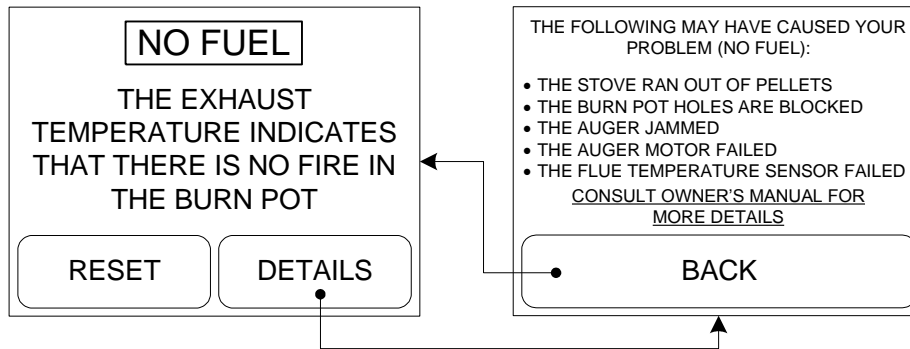 NO FUEL
THE EXHAUST
TEMPERATURE INDICATES
THAT THERE IS NO FIRE IN
THE BURN POT
RESET
DETAILS
THE FOLLOWING MAY HAVE CAUSED YOUR
PROBLEM (NO FUEL):
• THE STOVE RAN OUT OF PELLETS
• THE BURN POT HOLES ARE BLOCKED
• THE AUGER JAMMED
• THE AUGER MOTOR FAILED
• THE FLUE TEMPERATURE SENSOR FAILED
CONSULT OWNER'S MANUAL FOR
MORE DETAILS
BACK